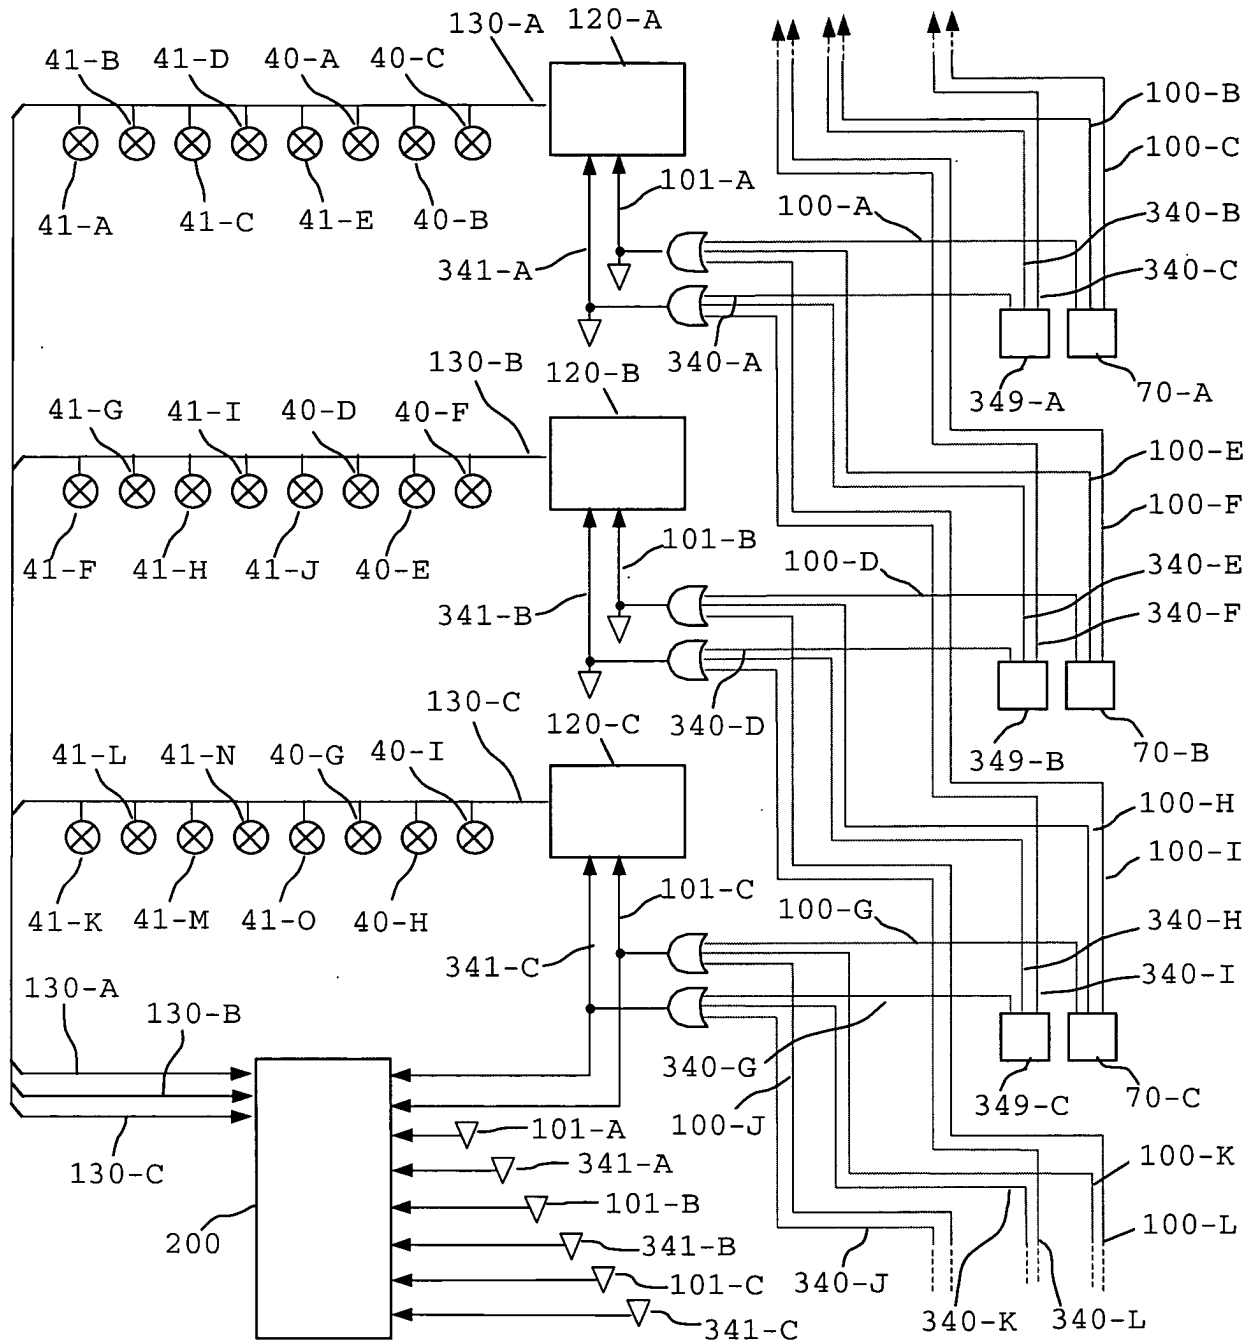 130-A
120-A
41-B
41-D
40-A
40-C
100-B
100-C
101-A
100-A
41-A
41-C
41-E
40-B
340-B
341-A
340-C
340-A
130-B
120-B
349-A
70-A
41-G
41-I
40-D
40-F
100-E
100-F
101-B
100-D
41-F
41-H
41-J
40-E
340-E
341-B
340-F
130-C
120-C
340-D
349-B
70-B
41-L
41-N
40-G
40-I
100-H
100-I
101-C
100-G
41-K
41-M
41-O
40-H
340-H
341-C
340-I
130-A
130-B
340-G
100-J
349-C
70-C
101-A
130-C
341-A
100-K
101-B
200
341-B
100-L
101-C
340-J
341-C
340-K
340-L